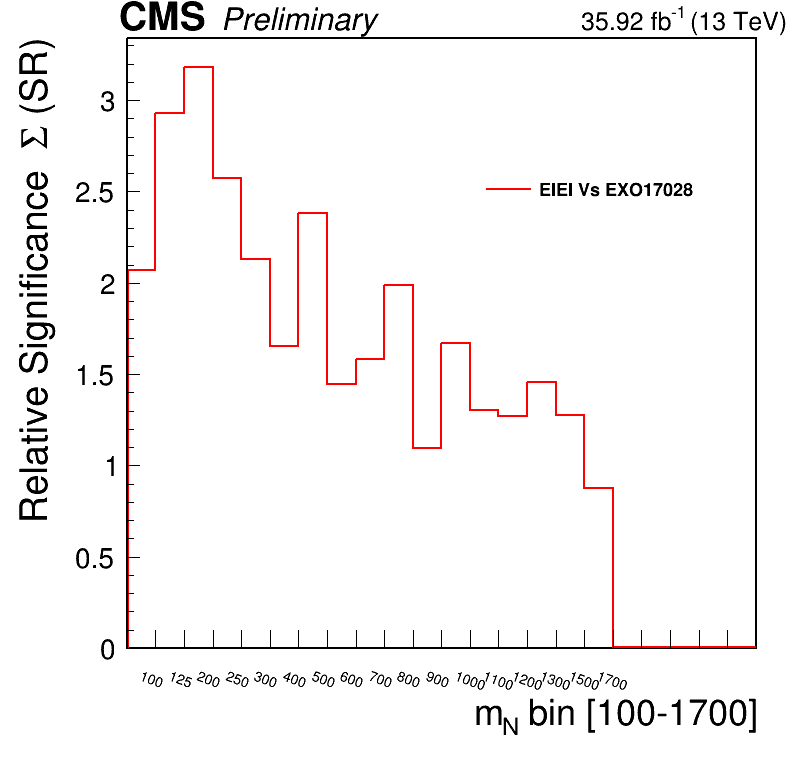 CMS Preliminary 35.92 fb⁻¹ (13 TeV)
Relative Significance Σ (SR)
3
2.5
2
1.5
1
0.5
0
EIEI Vs EXO17028
100 125 200 250 300 400 500 600 700 800 900 1000 1100 1200 1300 1500 1700
m_N bin [100-1700]